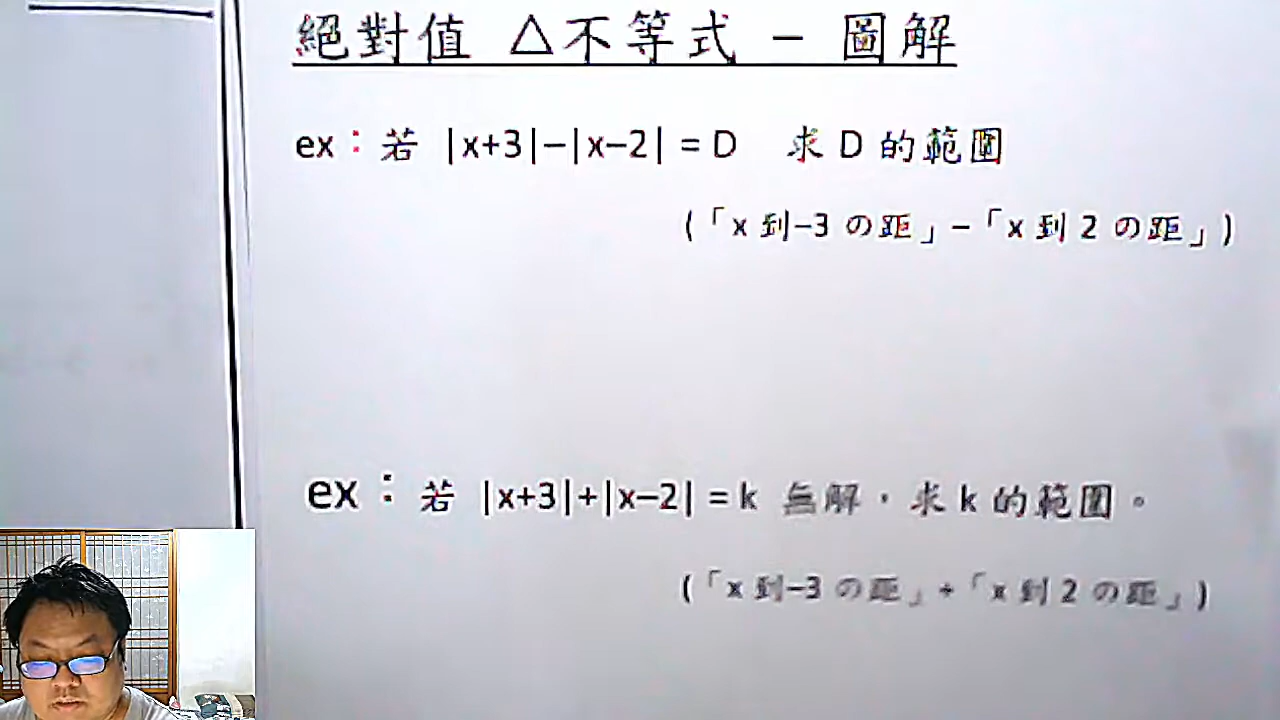 絕對值 △不等式 － 圖解
ex：若 |x+3|−|x−2| = D 求 D 的範圍
(「x 到−3 の距」−「x 到 2 の距」)
ex：若 |x+3|+|x−2| = k 無解，求 k 的範圍。
(「x 到−3 の距」+「x 到 2 の距」)